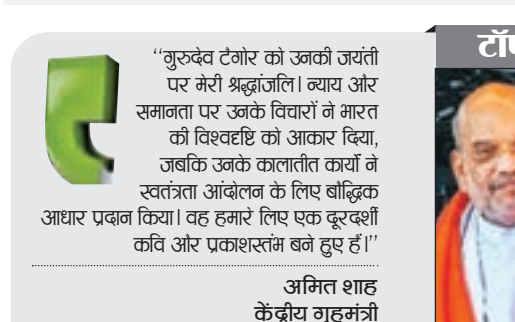 ‘‘गुरुदेव टैगोर को उनकी जयंती
पर मेरी श्रद्धांजलि। न्याय और
समानता पर उनके विचारों ने भारत
की विश्वदृष्टि को आकार दिया,
जबकि उनके कालातीत कार्यों ने
स्वतंत्रता आंदोलन के लिए बौद्धिक
आधार प्रदान किया। वह हमारे लिए एक दूरदर्शी
कवि और प्रकाशस्तंभ बने हुए हैं।’’
अमित शाह
केंद्रीय गृहमंत्री